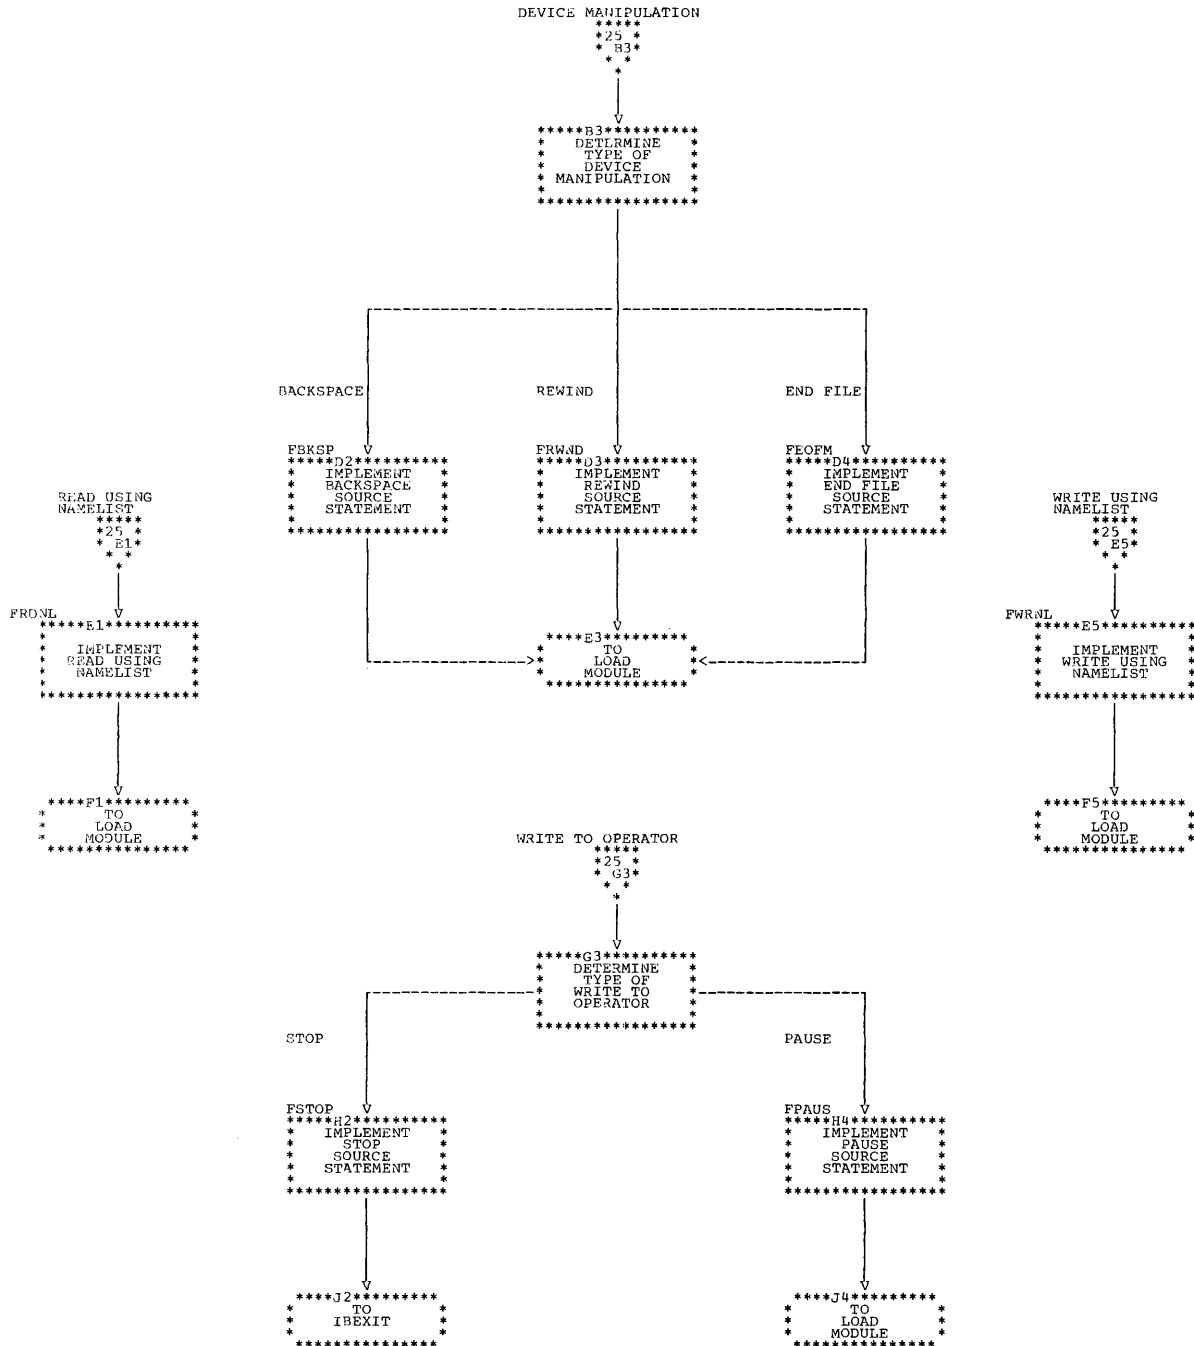 DEVICE MANIPULATION
*****
*25 *
* B3*
* *
*
*****B3**********
* DETERMINE *
* TYPE OF *
* DEVICE *
* MANIPULATION *
* *
*****************
BACKSPACE
REWIND
END FILE
FBKSP
*****D2**********
* IMPLEMENT *
* BACKSPACE *
* SOURCE *
* STATEMENT *
* *
*****************
FRWND
*****D3**********
* IMPLEMENT *
* REWIND *
* SOURCE *
* STATEMENT *
* *
*****************
FEOFM
*****D4**********
* IMPLEMENT *
* END FILE *
* SOURCE *
* STATEMENT *
* *
*****************
READ USING
NAMELIST
*****
*25 *
* E1*
* *
*
FRDNL
*****E1**********
* *
* IMPLEMENT *
* READ USING *
* NAMELIST *
* *
*****************
****E3*********
* TO *
* LOAD *
* MODULE *
***************
WRITE USING
NAMELIST
*****
*25 *
* E5*
* *
*
FWRNL
*****E5**********
* *
* IMPLEMENT *
* WRITE USING *
* NAMELIST *
* *
*****************
****F1*********
* TO *
* LOAD *
* MODULE *
***************
****F5*********
* TO *
* LOAD *
* MODULE *
***************
WRITE TO OPERATOR
*****
*25 *
* G3*
* *
*
*****G3**********
* DETERMINE *
* TYPE OF *
* WRITE TO *
* OPERATOR *
* *
*****************
STOP
PAUSE
FSTOP
*****H2**********
* IMPLEMENT *
* STOP *
* SOURCE *
* STATEMENT *
* *
*****************
FPAUS
*****H4**********
* IMPLEMENT *
* PAUSE *
* SOURCE *
* STATEMENT *
* *
*****************
****J2*********
* TO *
* IBEXIT *
* *
***************
****J4*********
* TO *
* LOAD *
* MODULE *
***************